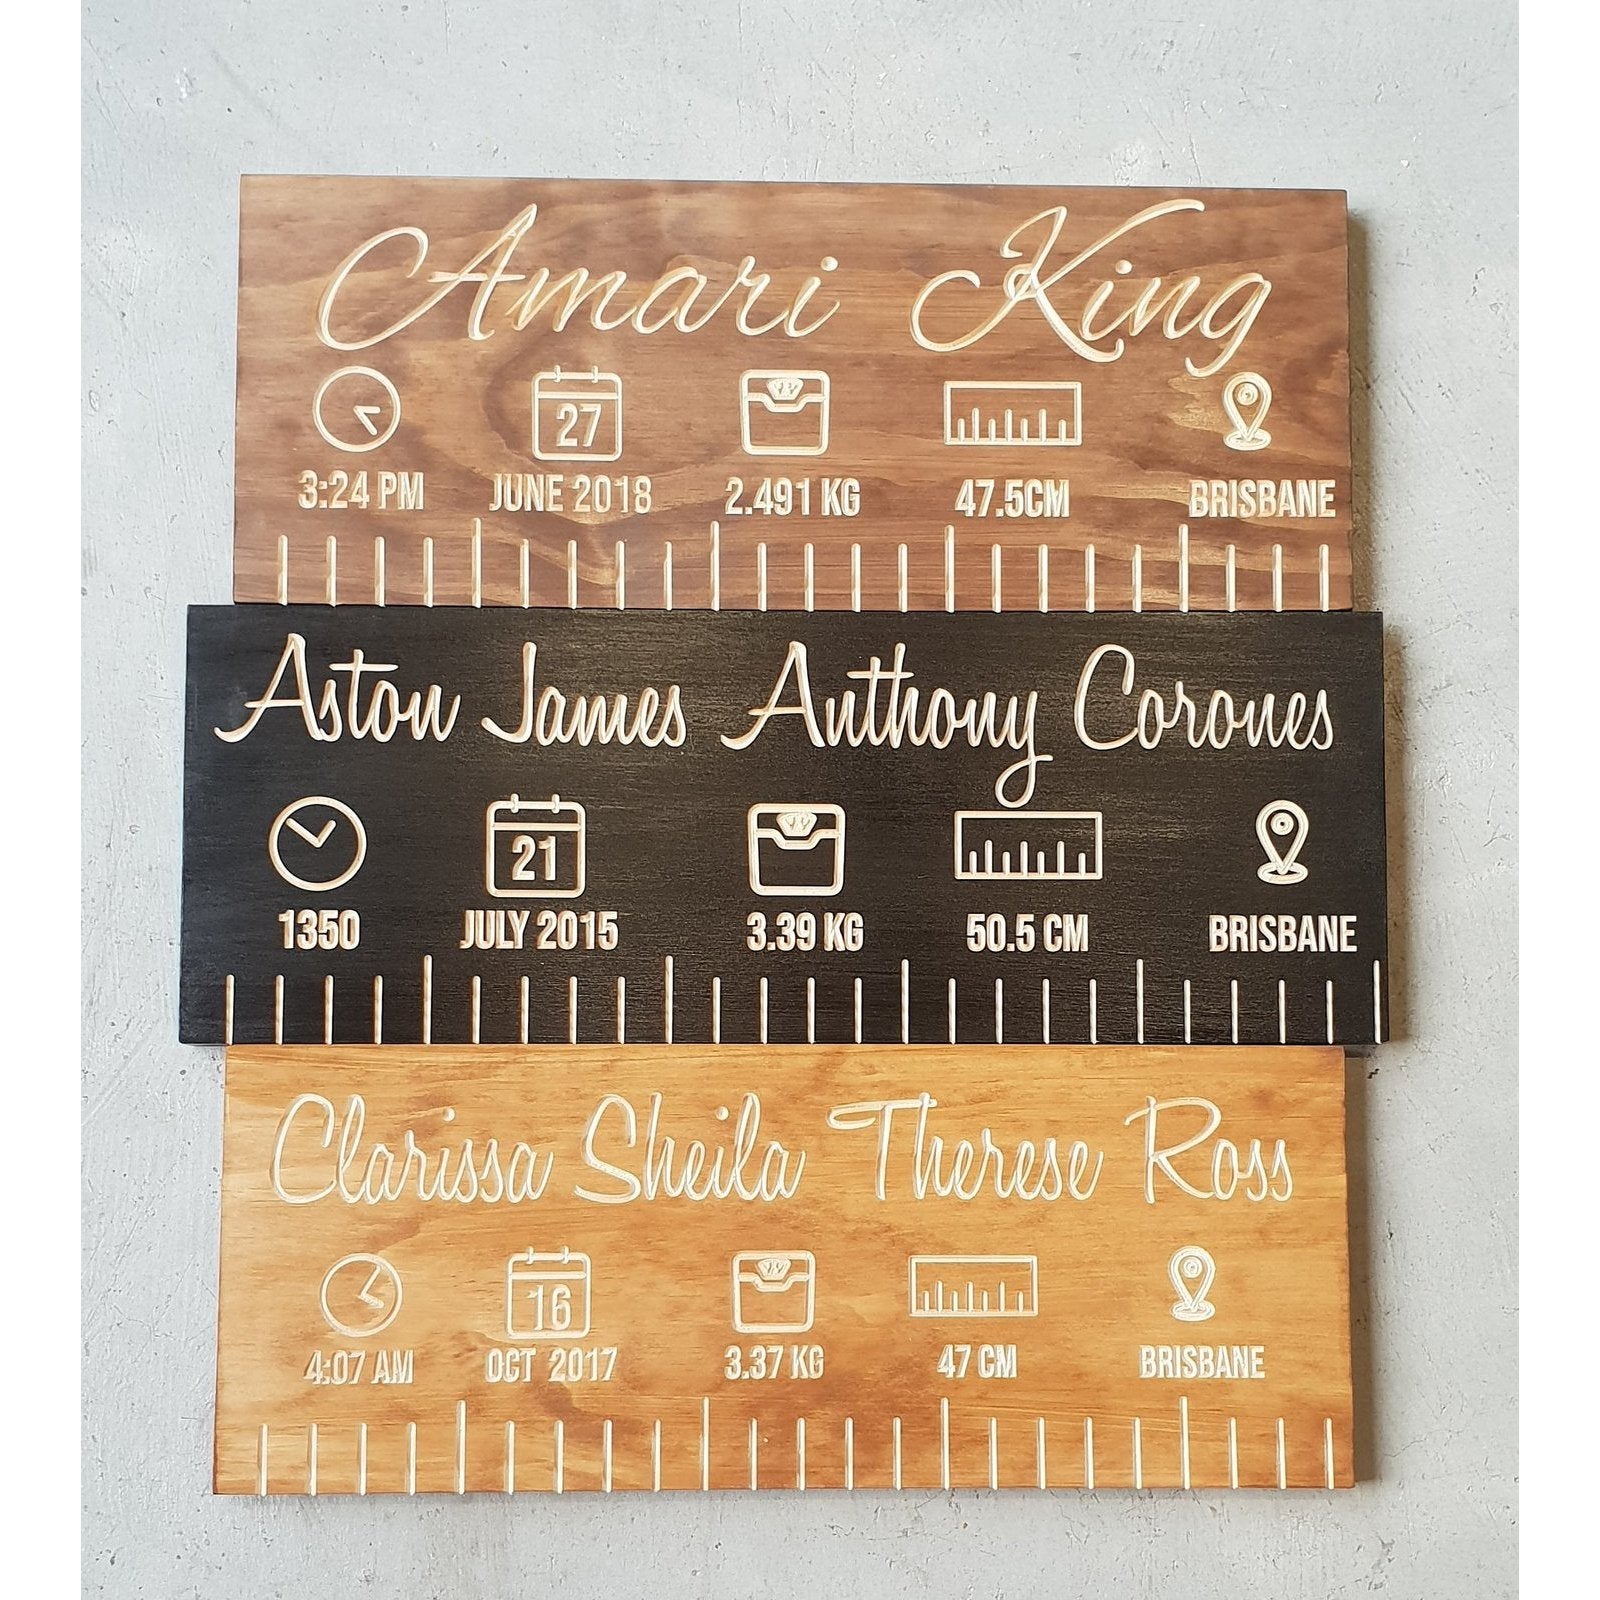 Amari King
27
3:24 PM JUNE 2018 2.491 KG 47.5CM BRISBANE
Aston James Anthony Corones
21
1350 JULY 2015 3.39 KG 50.5 CM BRISBANE
Clarissa Sheila Therese Ross
16
4:07 AM OCT 2017 3.37 KG 47 CM BRISBANE